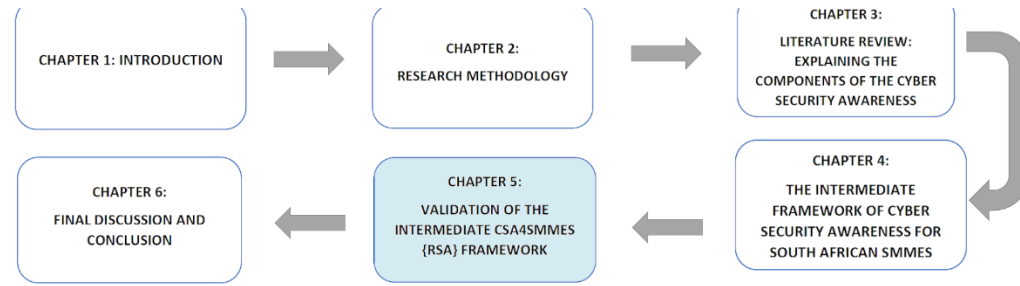 CHAPTER 1: INTRODUCTION
CHAPTER 2:
RESEARCH METHODOLOGY
CHAPTER 3:
LITERATURE REVIEW:
EXPLAINING THE
COMPONENTS OF THE CYBER
SECURITY AWARENESS
CHAPTER 4:
THE INTERMEDIATE
FRAMEWORK OF CYBER
SECURITY AWARENESS FOR
SOUTH AFRICAN SMMES
CHAPTER 5:
VALIDATION OF THE
INTERMEDIATE CSA4SMMES
{RSA} FRAMEWORK
CHAPTER 6:
FINAL DISCUSSION AND
CONCLUSION